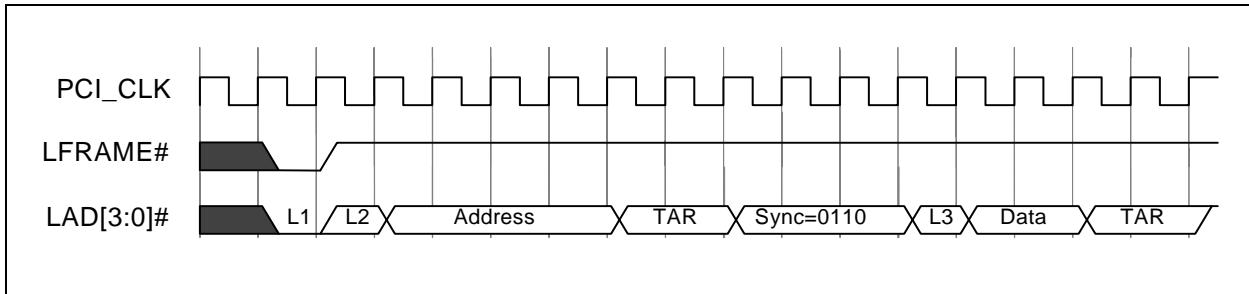 PCI_CLK
LFRAME#
LAD[3:0]# L1 L2 Address TAR Sync=0110 L3 Data TAR